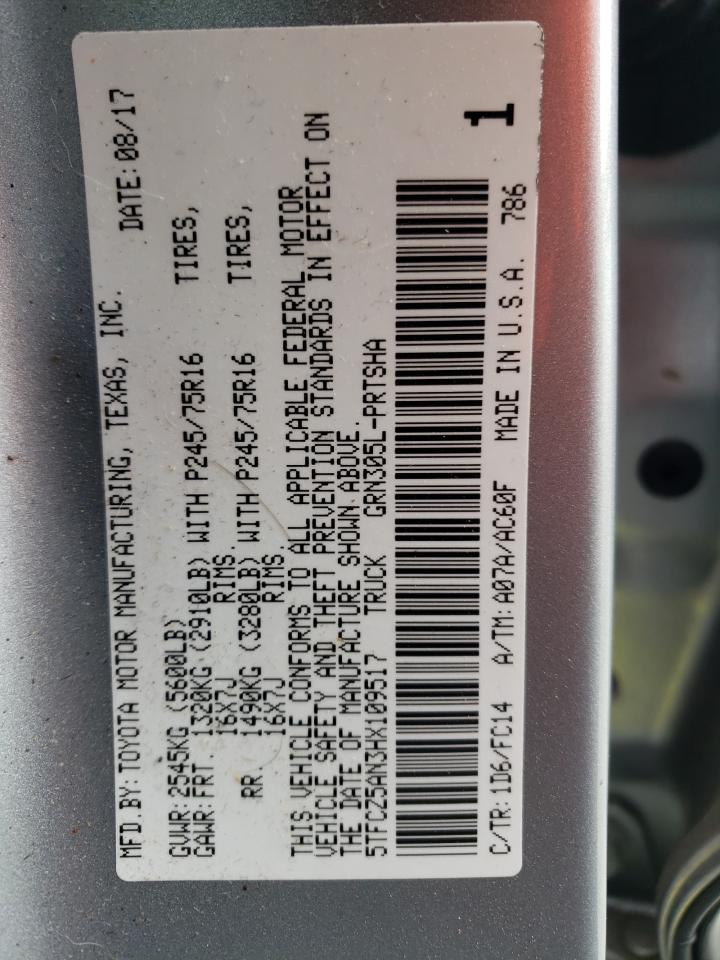 MFD.BY: TOYOTA MOTOR MANUFACTURING, TEXAS, INC. DATE: 08/17
GVWR: 2545KG (5600LB)
GAWR: FRT. 1320KG (2910LB) WITH P245/75R16 TIRES,
16X7J RIMS.
RR. 1490KG (3280LB) WITH P245/75R16 TIRES,
16X7J RIMS.
THIS VEHICLE CONFORMS TO ALL APPLICABLE FEDERAL MOTOR
VEHICLE SAFETY AND THEFT PREVENTION STANDARDS IN EFFECT ON
THE DATE OF MANUFACTURE SHOWN ABOVE.
5TFCZ5AN3HX109517 TRUCK GRN305L-PRTSHA
1
C/TR: 1D6/FC14 A/TM: A07A/AC60F MADE IN U.S.A. 786